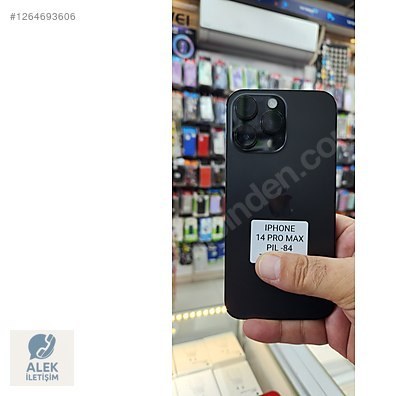 #1264693606
IPHONE
14 PRO MAX
PIL -84
ALEK
İLETİŞİM